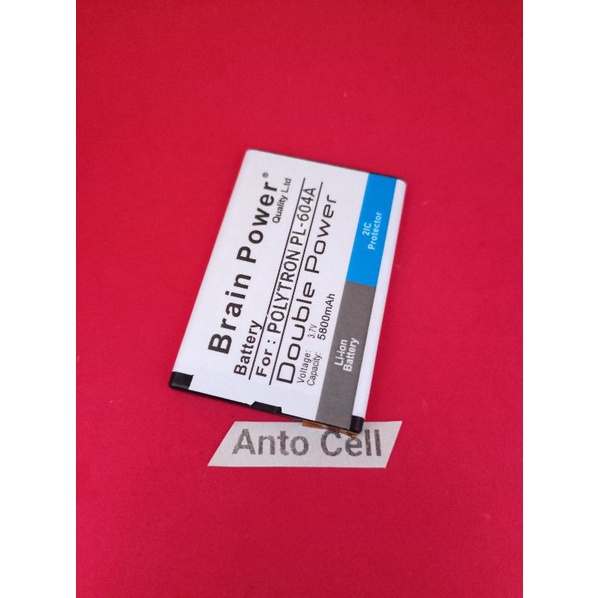 Brain Power®
Quality L.td
Battery
For : POLYTRON PL-604A
Double Power
Voltage: 3.7V
Capacity: 5800mAh
2IC
Protector
Li-ion
Battery
Anto Cell